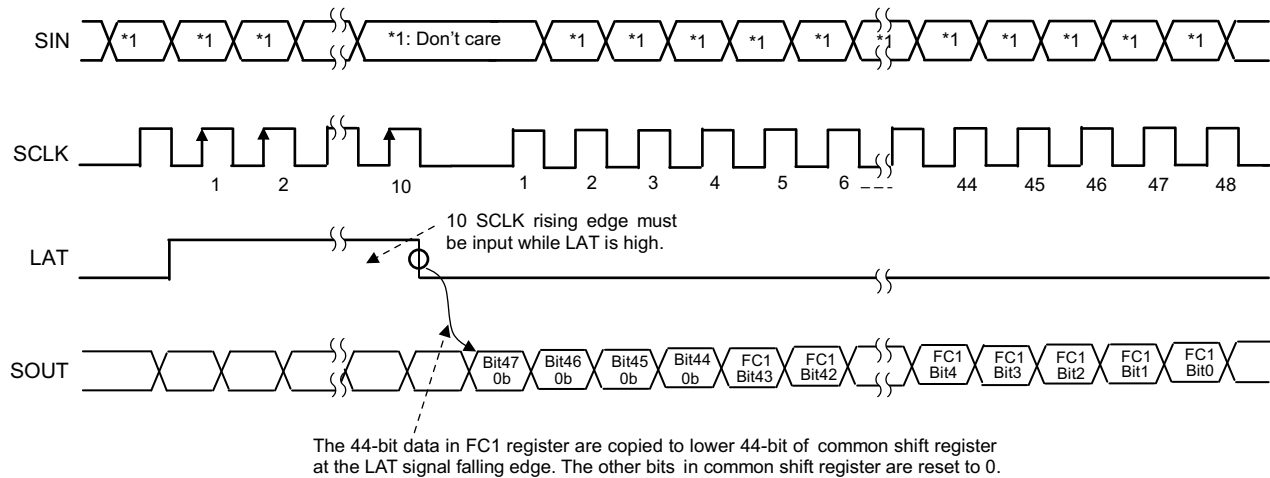 SIN *1 *1 *1 *1: Don't care *1 *1 *1 *1 *1 *1 *1 *1 *1 *1 *1
SCLK
1 2 10 1 2 3 4 5 6 44 45 46 47 48
10 SCLK rising edge must
be input while LAT is high.
LAT
SOUT
Bit47 0b
Bit46 0b
Bit45 0b
Bit44 0b
FC1 Bit43
FC1 Bit42
FC1 Bit4
FC1 Bit3
FC1 Bit2
FC1 Bit1
FC1 Bit0
The 44-bit data in FC1 register are copied to lower 44-bit of common shift register
at the LAT signal falling edge. The other bits in common shift register are reset to 0.